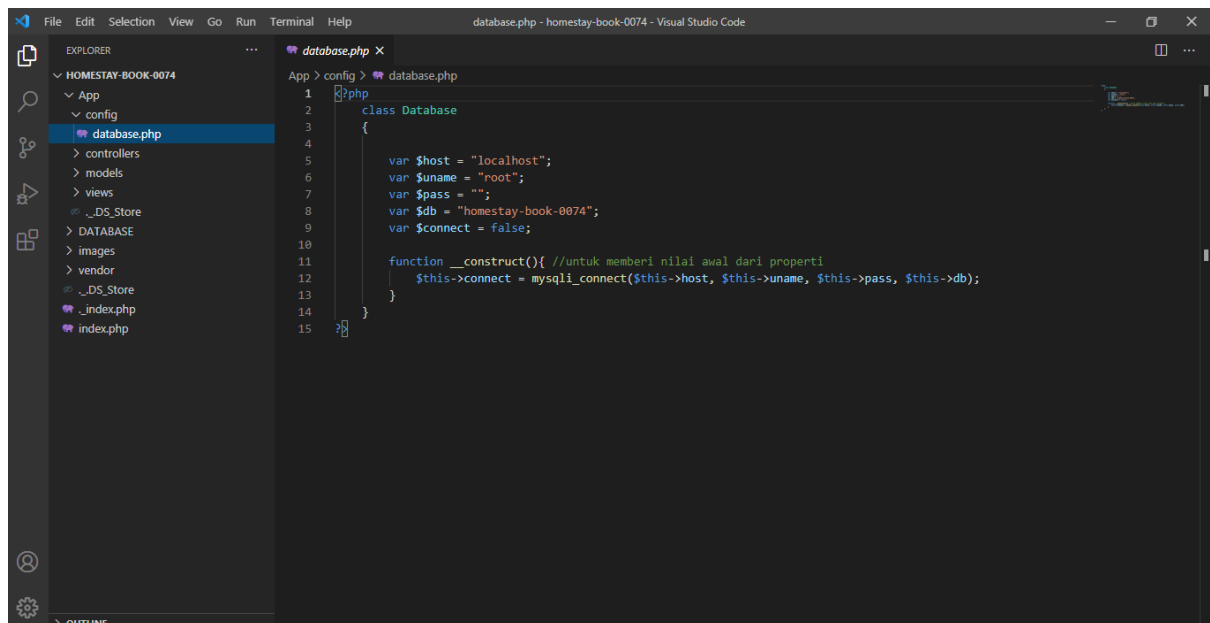 File Edit Selection View Go Run Terminal Help
database.php - homestay-book-0074 - Visual Studio Code
EXPLORER
HOMESTAY-BOOK-0074
App
config
database.php
controllers
models
views
._.DS_Store
DATABASE
images
vendor
._.DS_Store
._index.php
index.php
OUTLINE
database.php
App > config > database.php
1 <?php
2 class Database
3 {
4
5 var $host = "localhost";
6 var $uname = "root";
7 var $pass = "";
8 var $db = "homestay-book-0074";
9 var $connect = false;
10
11 function __construct(){ //untuk memberi nilai awal dari properti
12 $this->connect = mysqli_connect($this->host, $this->uname, $this->pass, $this->db);
13 }
14 }
15 ?>